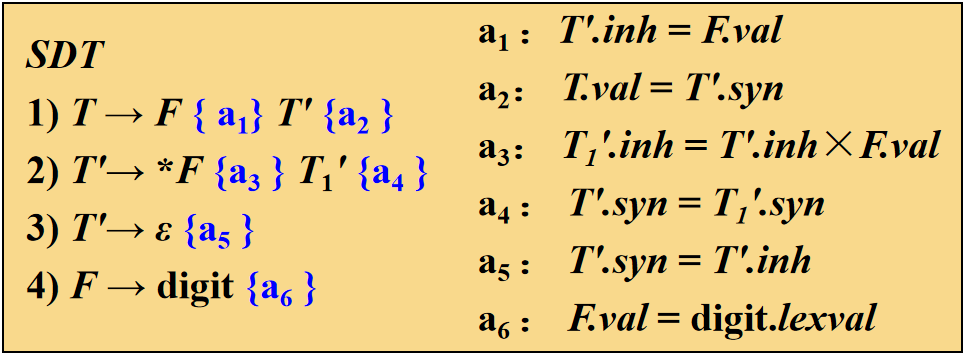 SDT
1) T → F { a₁} T' {a₂ }
2) T'→ *F {a₃ } T₁' {a₄ }
3) T'→ ε {a₅ }
4) F → digit {a₆ }
a₁： T'.inh = F.val
a₂： T.val = T'.syn
a₃： T₁'.inh = T'.inh×F.val
a₄： T'.syn = T₁'.syn
a₅： T'.syn = T'.inh
a₆： F.val = digit.lexval